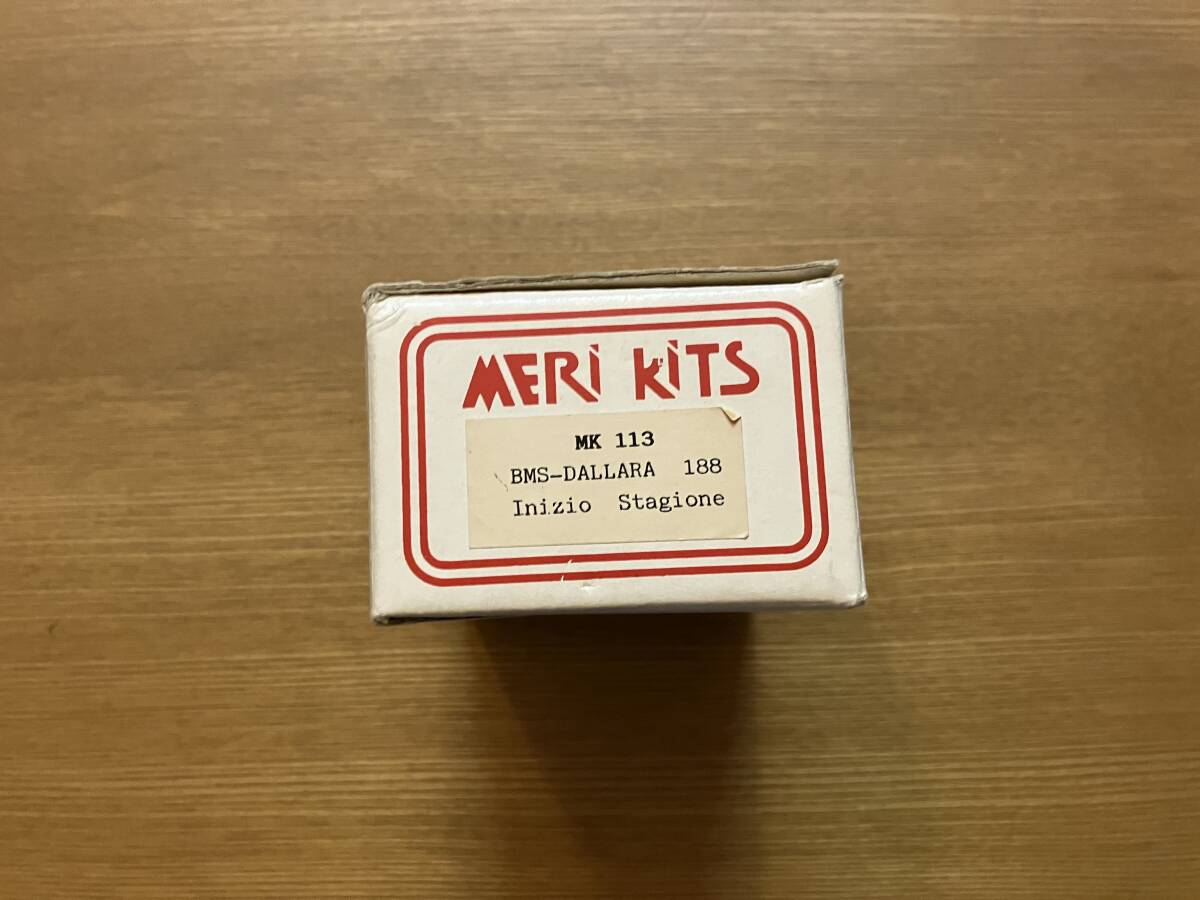 MERi KiTS
MK 113
BMS-DALLARA 188
Inizio Stagione